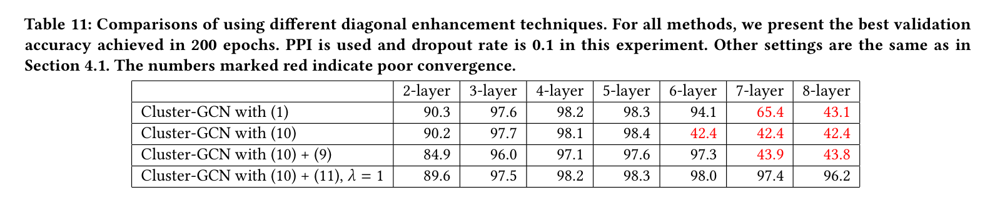 Table 11: Comparisons of using different diagonal enhancement techniques. For all methods, we present the best validation
accuracy achieved in 200 epochs. PPI is used and dropout rate is 0.1 in this experiment. Other settings are the same as in
Section 4.1. The numbers marked red indicate poor convergence.
2-layer 3-layer 4-layer 5-layer 6-layer 7-layer 8-layer
Cluster-GCN with (1) 90.3 97.6 98.2 98.3 94.1 65.4 43.1
Cluster-GCN with (10) 90.2 97.7 98.1 98.4 42.4 42.4 42.4
Cluster-GCN with (10) + (9) 84.9 96.0 97.1 97.6 97.3 43.9 43.8
Cluster-GCN with (10) + (11), λ = 1 89.6 97.5 98.2 98.3 98.0 97.4 96.2